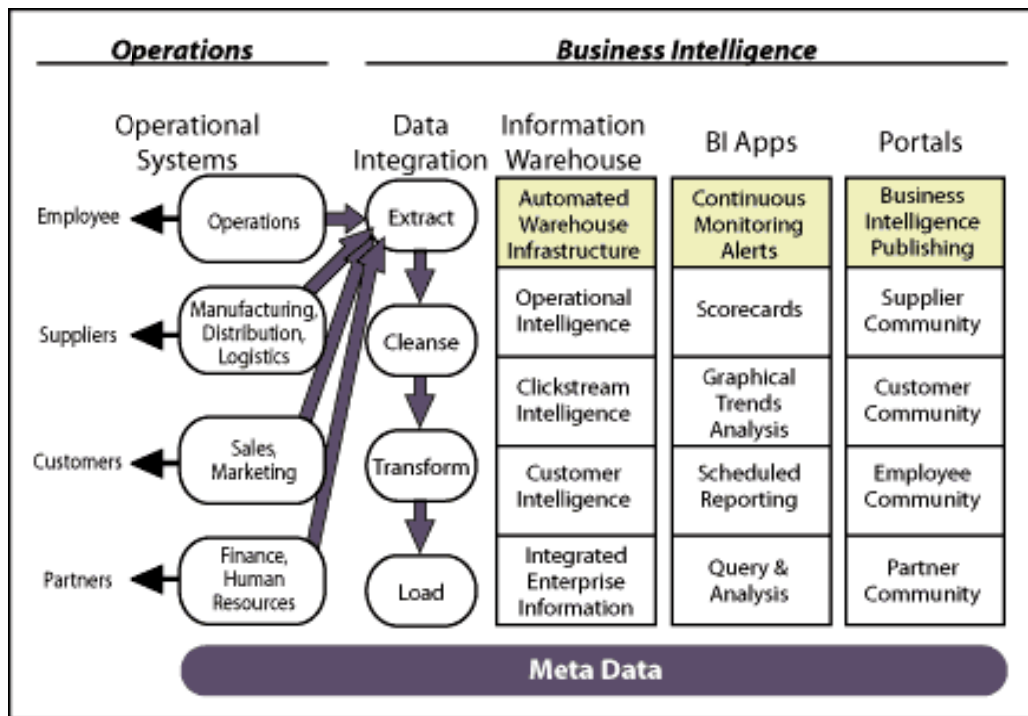 Operations
Business Intelligence
Operational
Systems
Data
Integration
Information
Warehouse
BI Apps
Portals
Employee
Operations
Suppliers
Manufacturing,
Distribution,
Logistics
Customers
Sales,
Marketing
Partners
Finance,
Human
Resources
Extract
Cleanse
Transform
Load
Automated
Warehouse
Infrastructure
Operational
Intelligence
Clickstream
Intelligence
Customer
Intelligence
Integrated
Enterprise
Information
Continuous
Monitoring
Alerts
Scorecards
Graphical
Trends
Analysis
Scheduled
Reporting
Query &
Analysis
Business
Intelligence
Publishing
Supplier
Community
Customer
Community
Employee
Community
Partner
Community
Meta Data